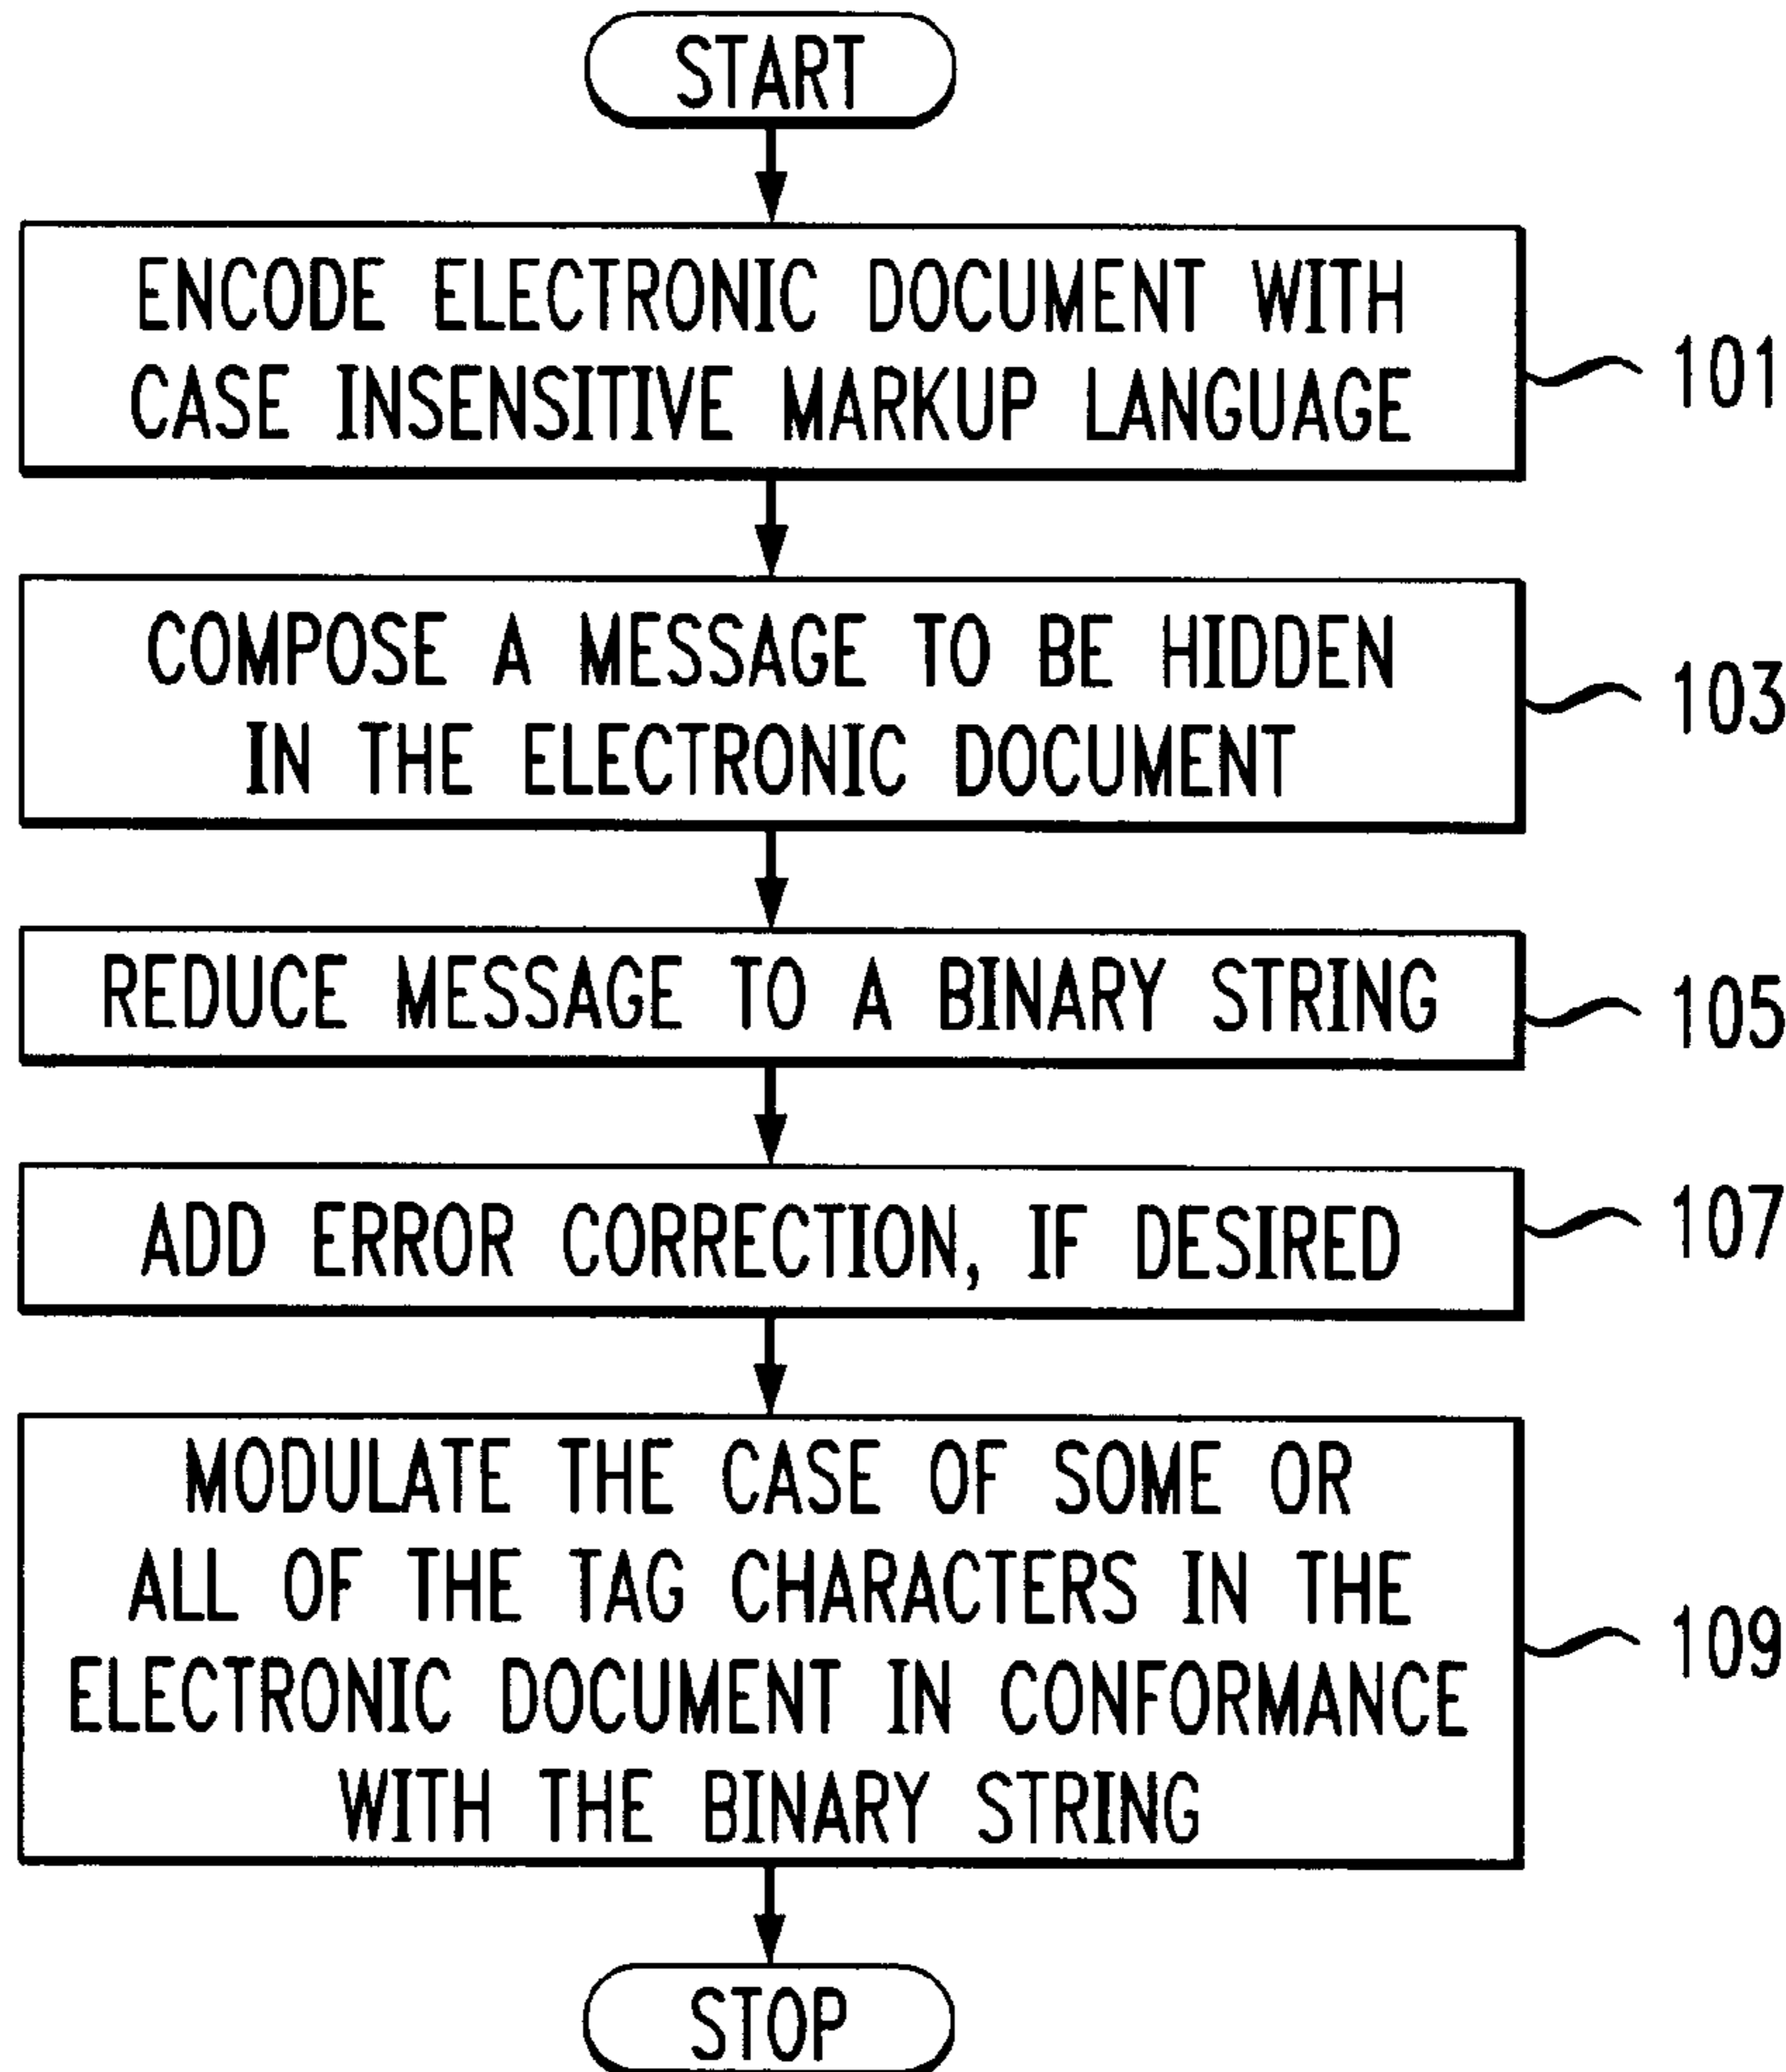 START
ENCODE ELECTRONIC DOCUMENT WITH
CASE INSENSITIVE MARKUP LANGUAGE
101
COMPOSE A MESSAGE TO BE HIDDEN
IN THE ELECTRONIC DOCUMENT
103
REDUCE MESSAGE TO A BINARY STRING
105
ADD ERROR CORRECTION, IF DESIRED
107
MODULATE THE CASE OF SOME OR
ALL OF THE TAG CHARACTERS IN THE
ELECTRONIC DOCUMENT IN CONFORMANCE
WITH THE BINARY STRING
109
STOP